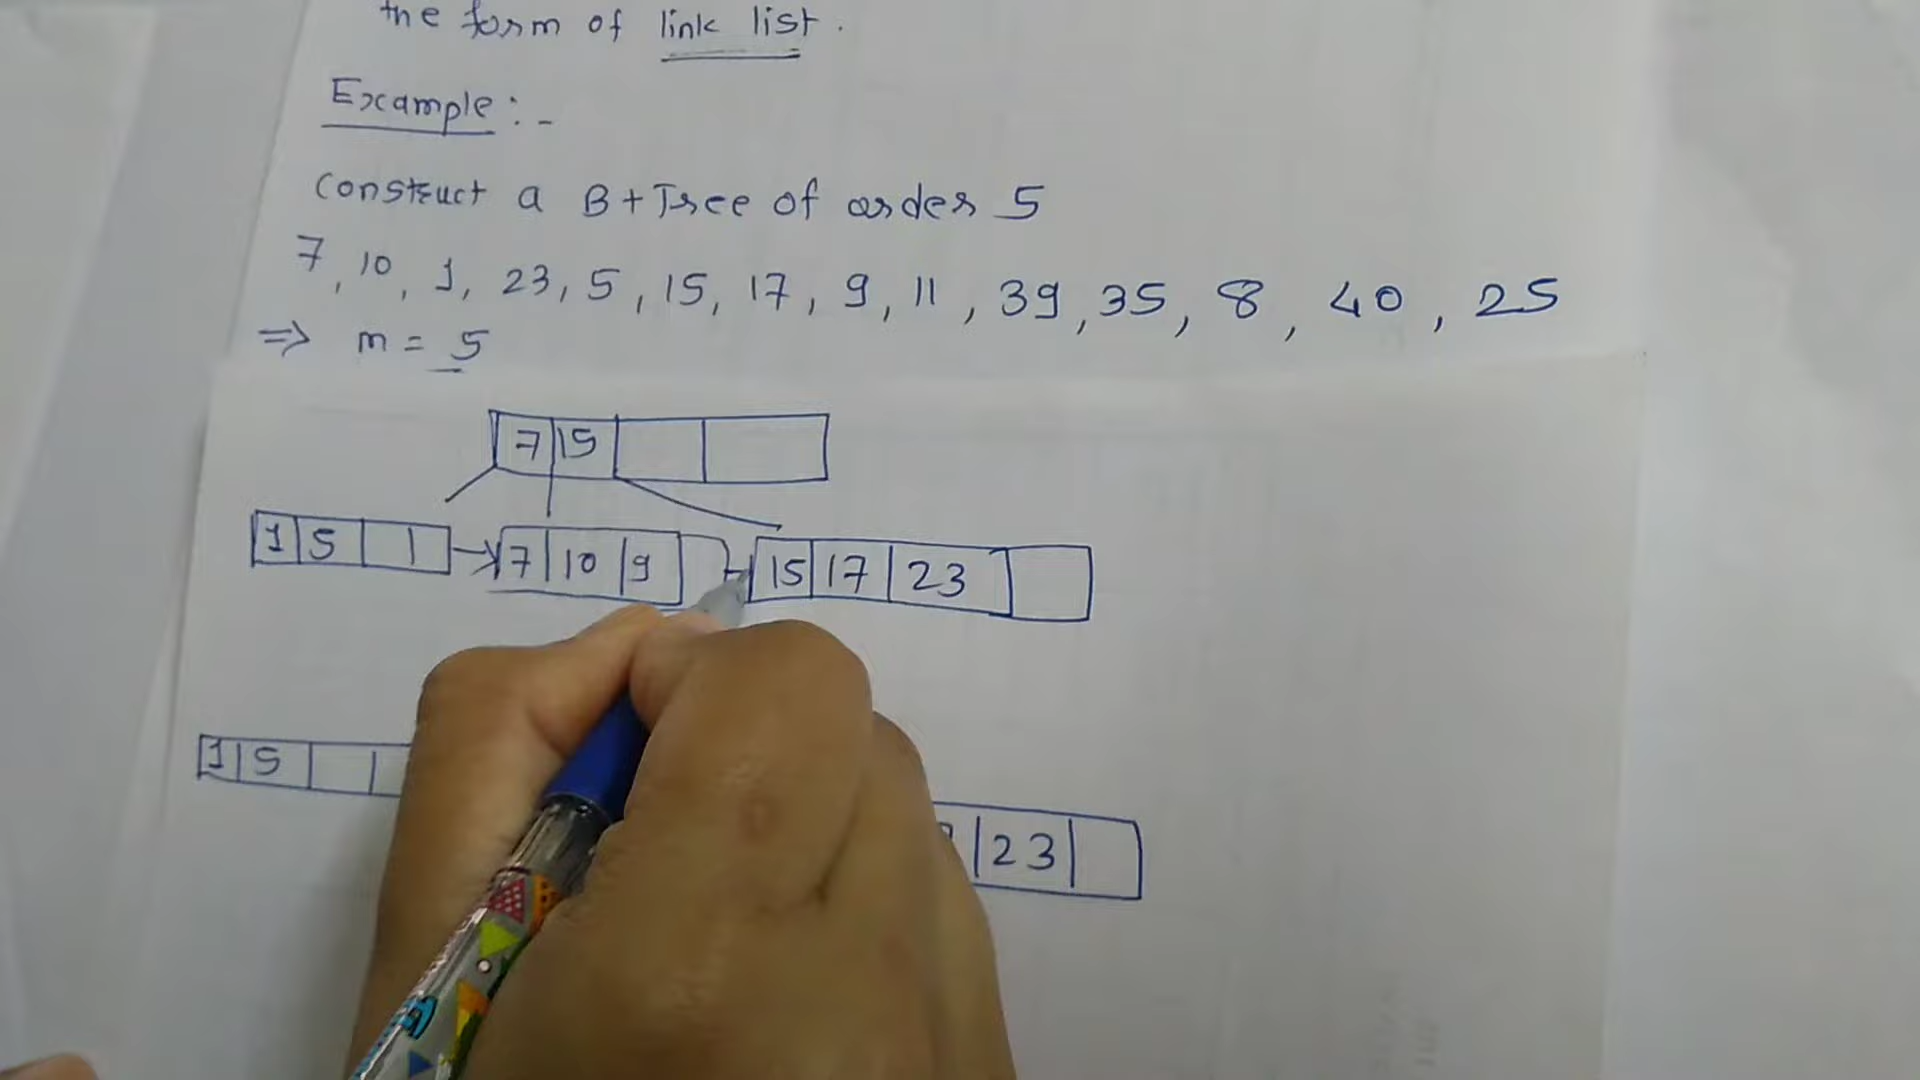 the form of link list.
Example :-
Construct a B+Tree of order 5
7, 10, 1, 23, 5, 15, 17, 9, 11, 39, 35, 8, 40, 25
⇒ m = 5
7 15
1 5 7 10 9 15 17 23
1 5 23